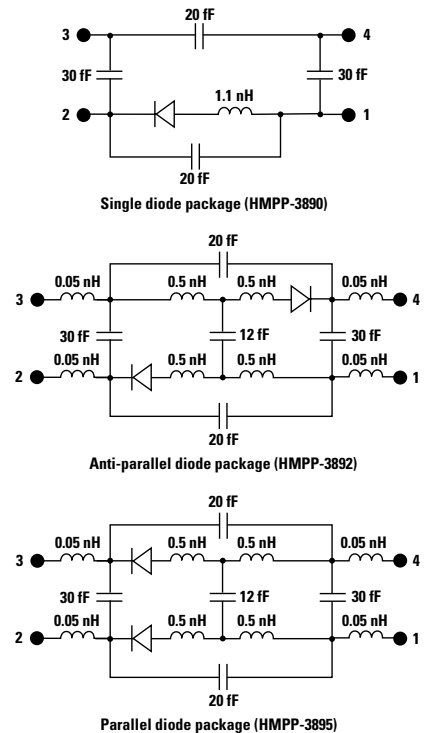 20 fF
3 4
30 fF 30 fF
1.1 nH
2 1
20 fF
Single diode package (HMPP-3890)
20 fF
0.05 nH 0.5 nH 0.5 nH 0.05 nH
3 4
30 fF 12 fF 30 fF
0.05 nH 0.5 nH 0.5 nH 0.05 nH
2 1
20 fF
Anti-parallel diode package (HMPP-3892)
20 fF
0.05 nH 0.5 nH 0.5 nH 0.05 nH
3 4
30 fF 12 fF 30 fF
0.05 nH 0.5 nH 0.5 nH 0.05 nH
2 1
20 fF
Parallel diode package (HMPP-3895)